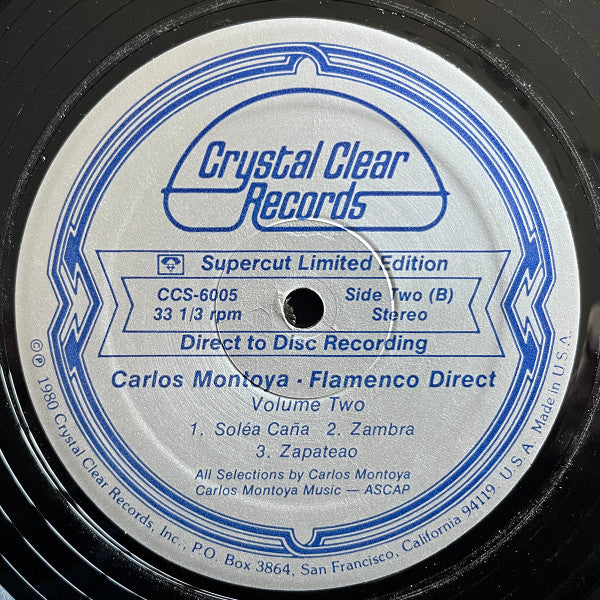 Crystal Clear
Records
Supercut Limited Edition
CCS-6005 Side Two (B)
33 1/3 rpm Stereo
Direct to Disc Recording
Carlos Montoya · Flamenco Direct
Volume Two
1. Soléa Caña 2. Zambra
3. Zapateao
All Selections by Carlos Montoya
Carlos Montoya Music — ASCAP
©℗ 1980 Crystal Clear Records, Inc., P.O. Box 3864, San Francisco, California 94119 U.S.A. Made in U.S.A.